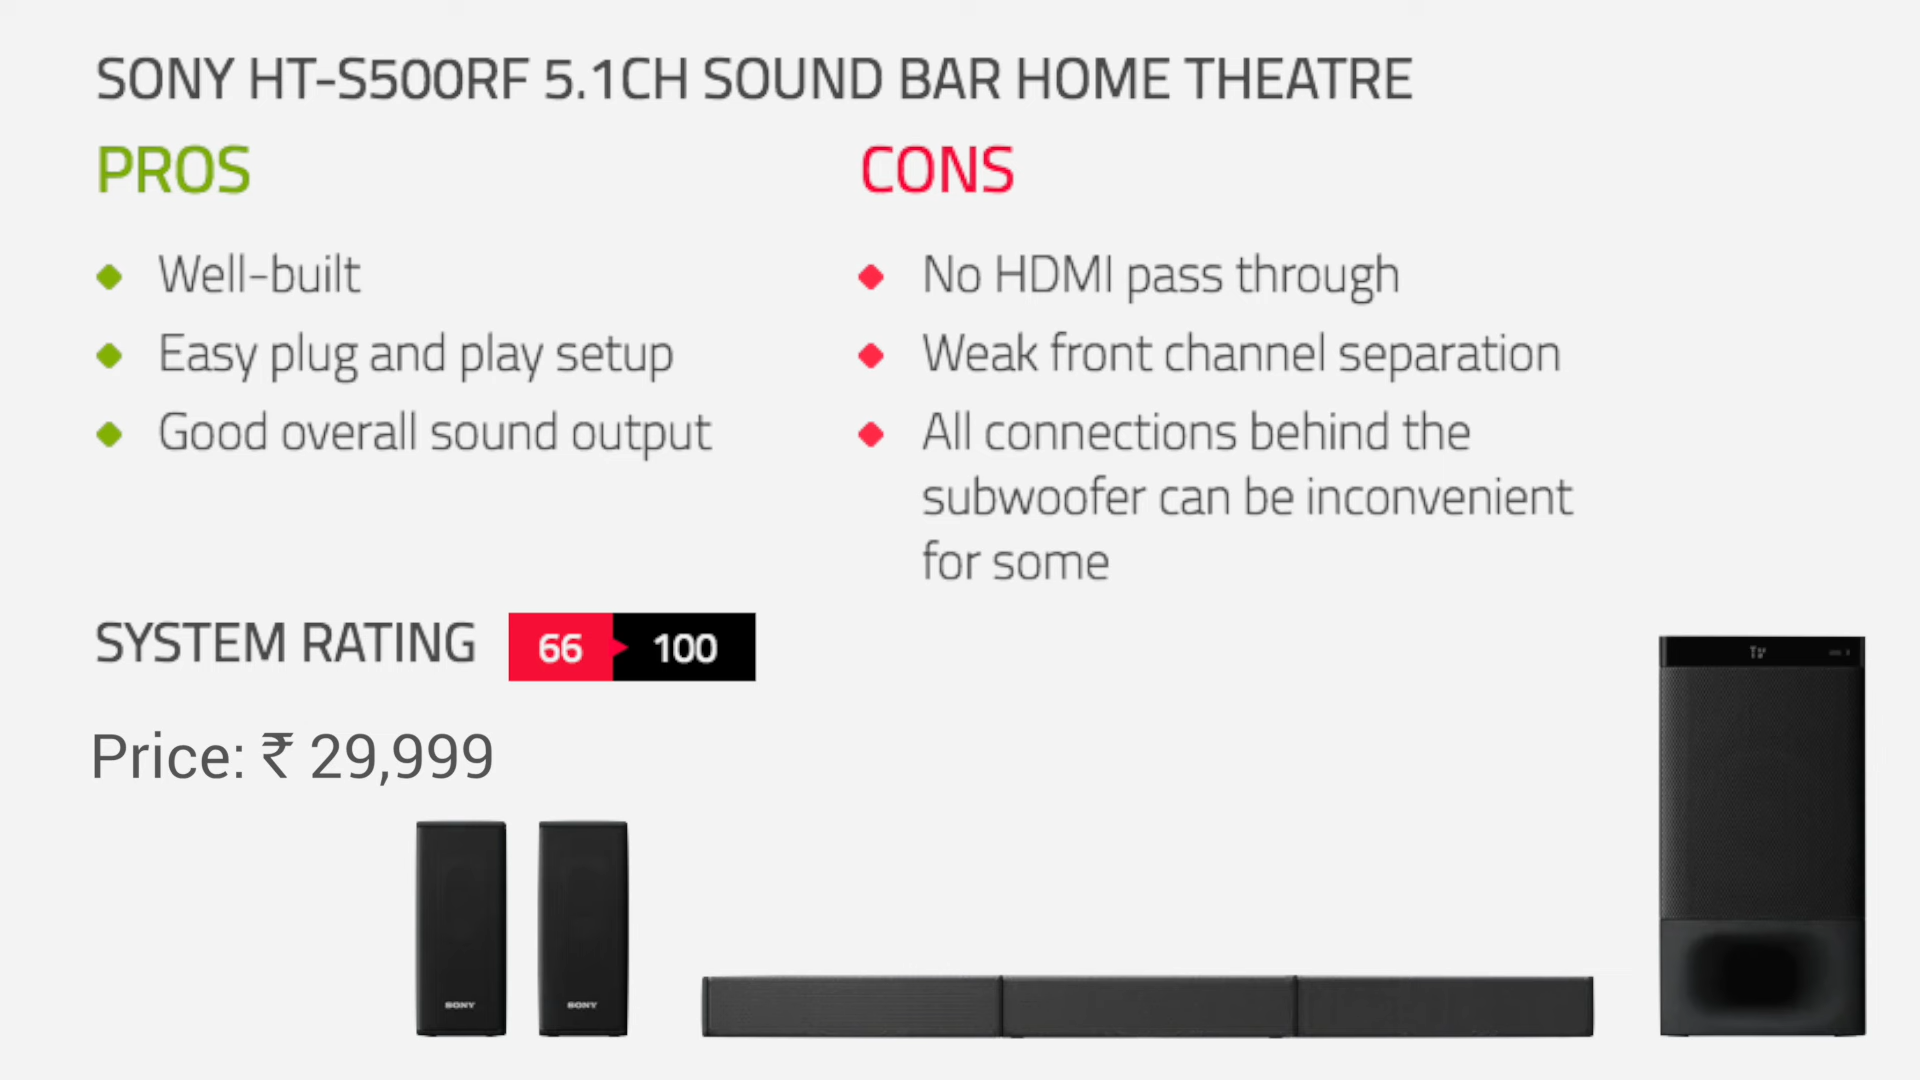 SONY HT-S500RF 5.1CH SOUND BAR HOME THEATRE
PROS
Well-built
Easy plug and play setup
Good overall sound output
CONS
No HDMI pass through
Weak front channel separation
All connections behind the
subwoofer can be inconvenient
for some
SYSTEM RATING 66 100
Price: ₹ 29,999
SONY
SONY
TV